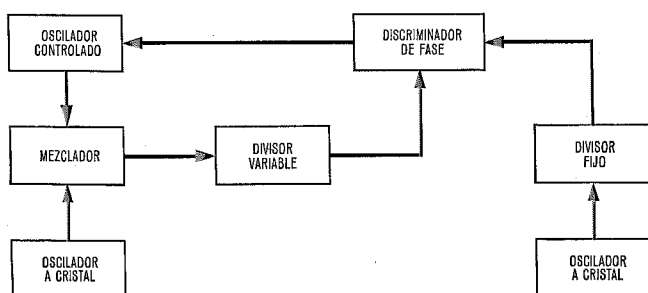 OSCILADOR
CONTROLADO
DISCRIMINADOR
DE FASE
MEZCLADOR
DIVISOR
VARIABLE
DIVISOR
FIJO
OSCILADOR
A CRISTAL
OSCILADOR
A CRISTAL